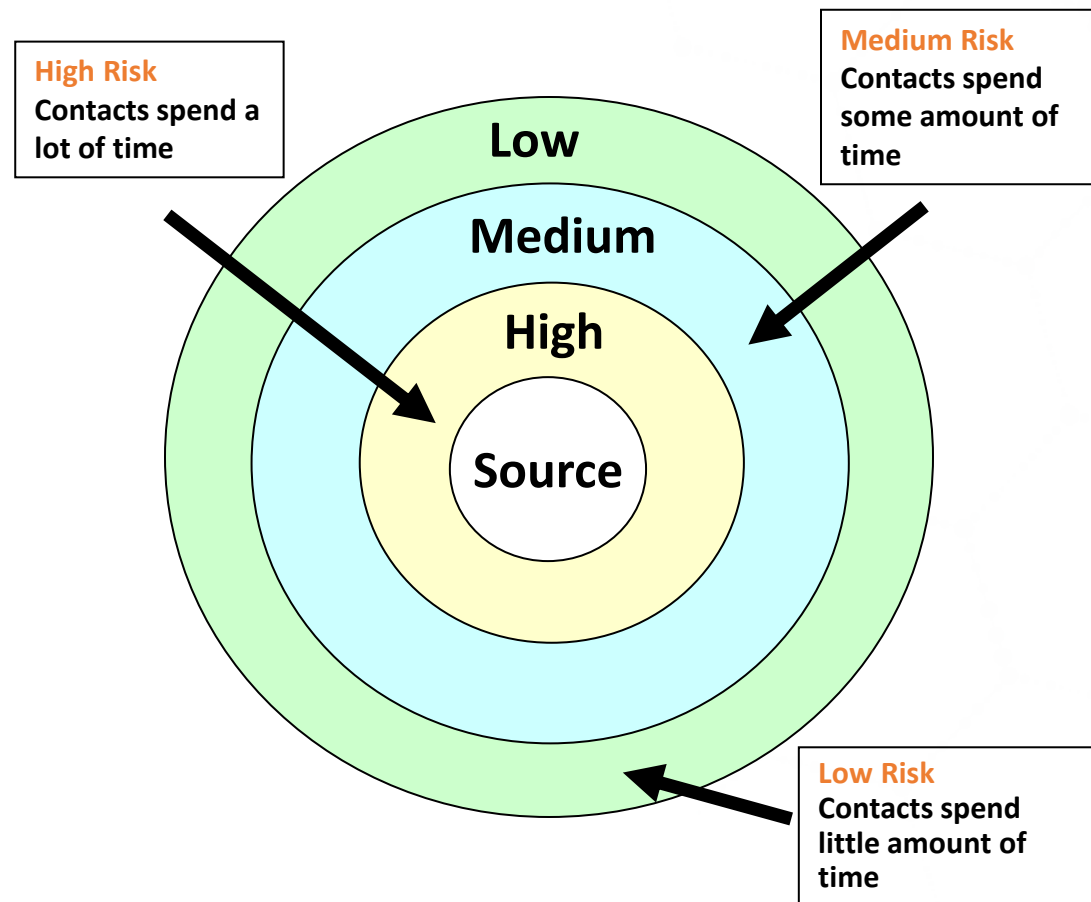 High Risk
Contacts spend a
lot of time
Medium Risk
Contacts spend
some amount of
time
Low
Medium
High
Source
Low Risk
Contacts spend
little amount of
time